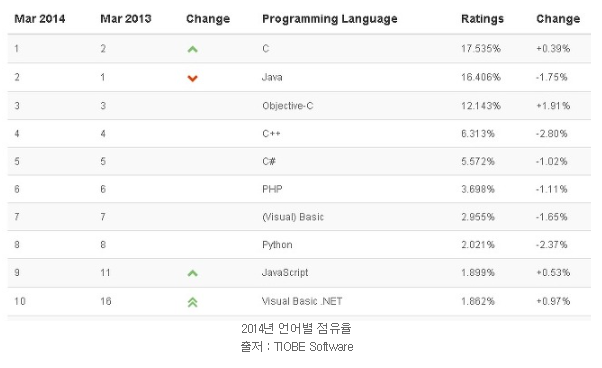 Mar 2014 Mar 2013 Change Programming Language Ratings Change
1 2 C 17.535% +0.39%
2 1 Java 16.406% -1.75%
3 3 Objective-C 12.143% +1.91%
4 4 C++ 6.313% -2.80%
5 5 C# 5.572% -1.02%
6 6 PHP 3.698% -1.11%
7 7 (Visual) Basic 2.955% -1.65%
8 8 Python 2.021% -2.37%
9 11 JavaScript 1.899% +0.53%
10 16 Visual Basic .NET 1.862% +0.97%
2014년 언어별 점유율
출저 : TIOBE Software